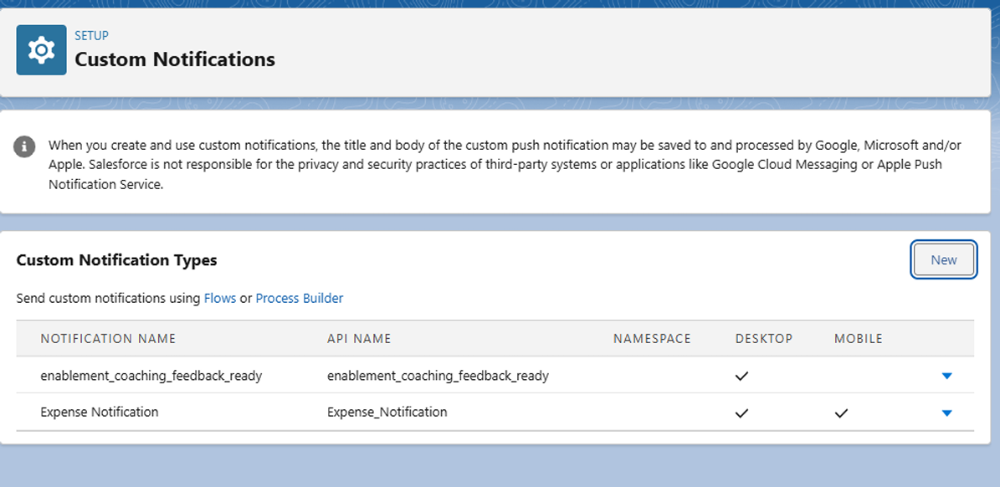 SETUP
Custom Notifications
When you create and use custom notifications, the title and body of the custom push notification may be saved to and processed by Google, Microsoft and/or
Apple. Salesforce is not responsible for the privacy and security practices of third-party systems or applications like Google Cloud Messaging or Apple Push
Notification Service.
Custom Notification Types
New
Send custom notifications using Flows or Process Builder
NOTIFICATION NAME API NAME NAMESPACE DESKTOP MOBILE
enablement_coaching_feedback_ready enablement_coaching_feedback_ready
Expense Notification Expense_Notification